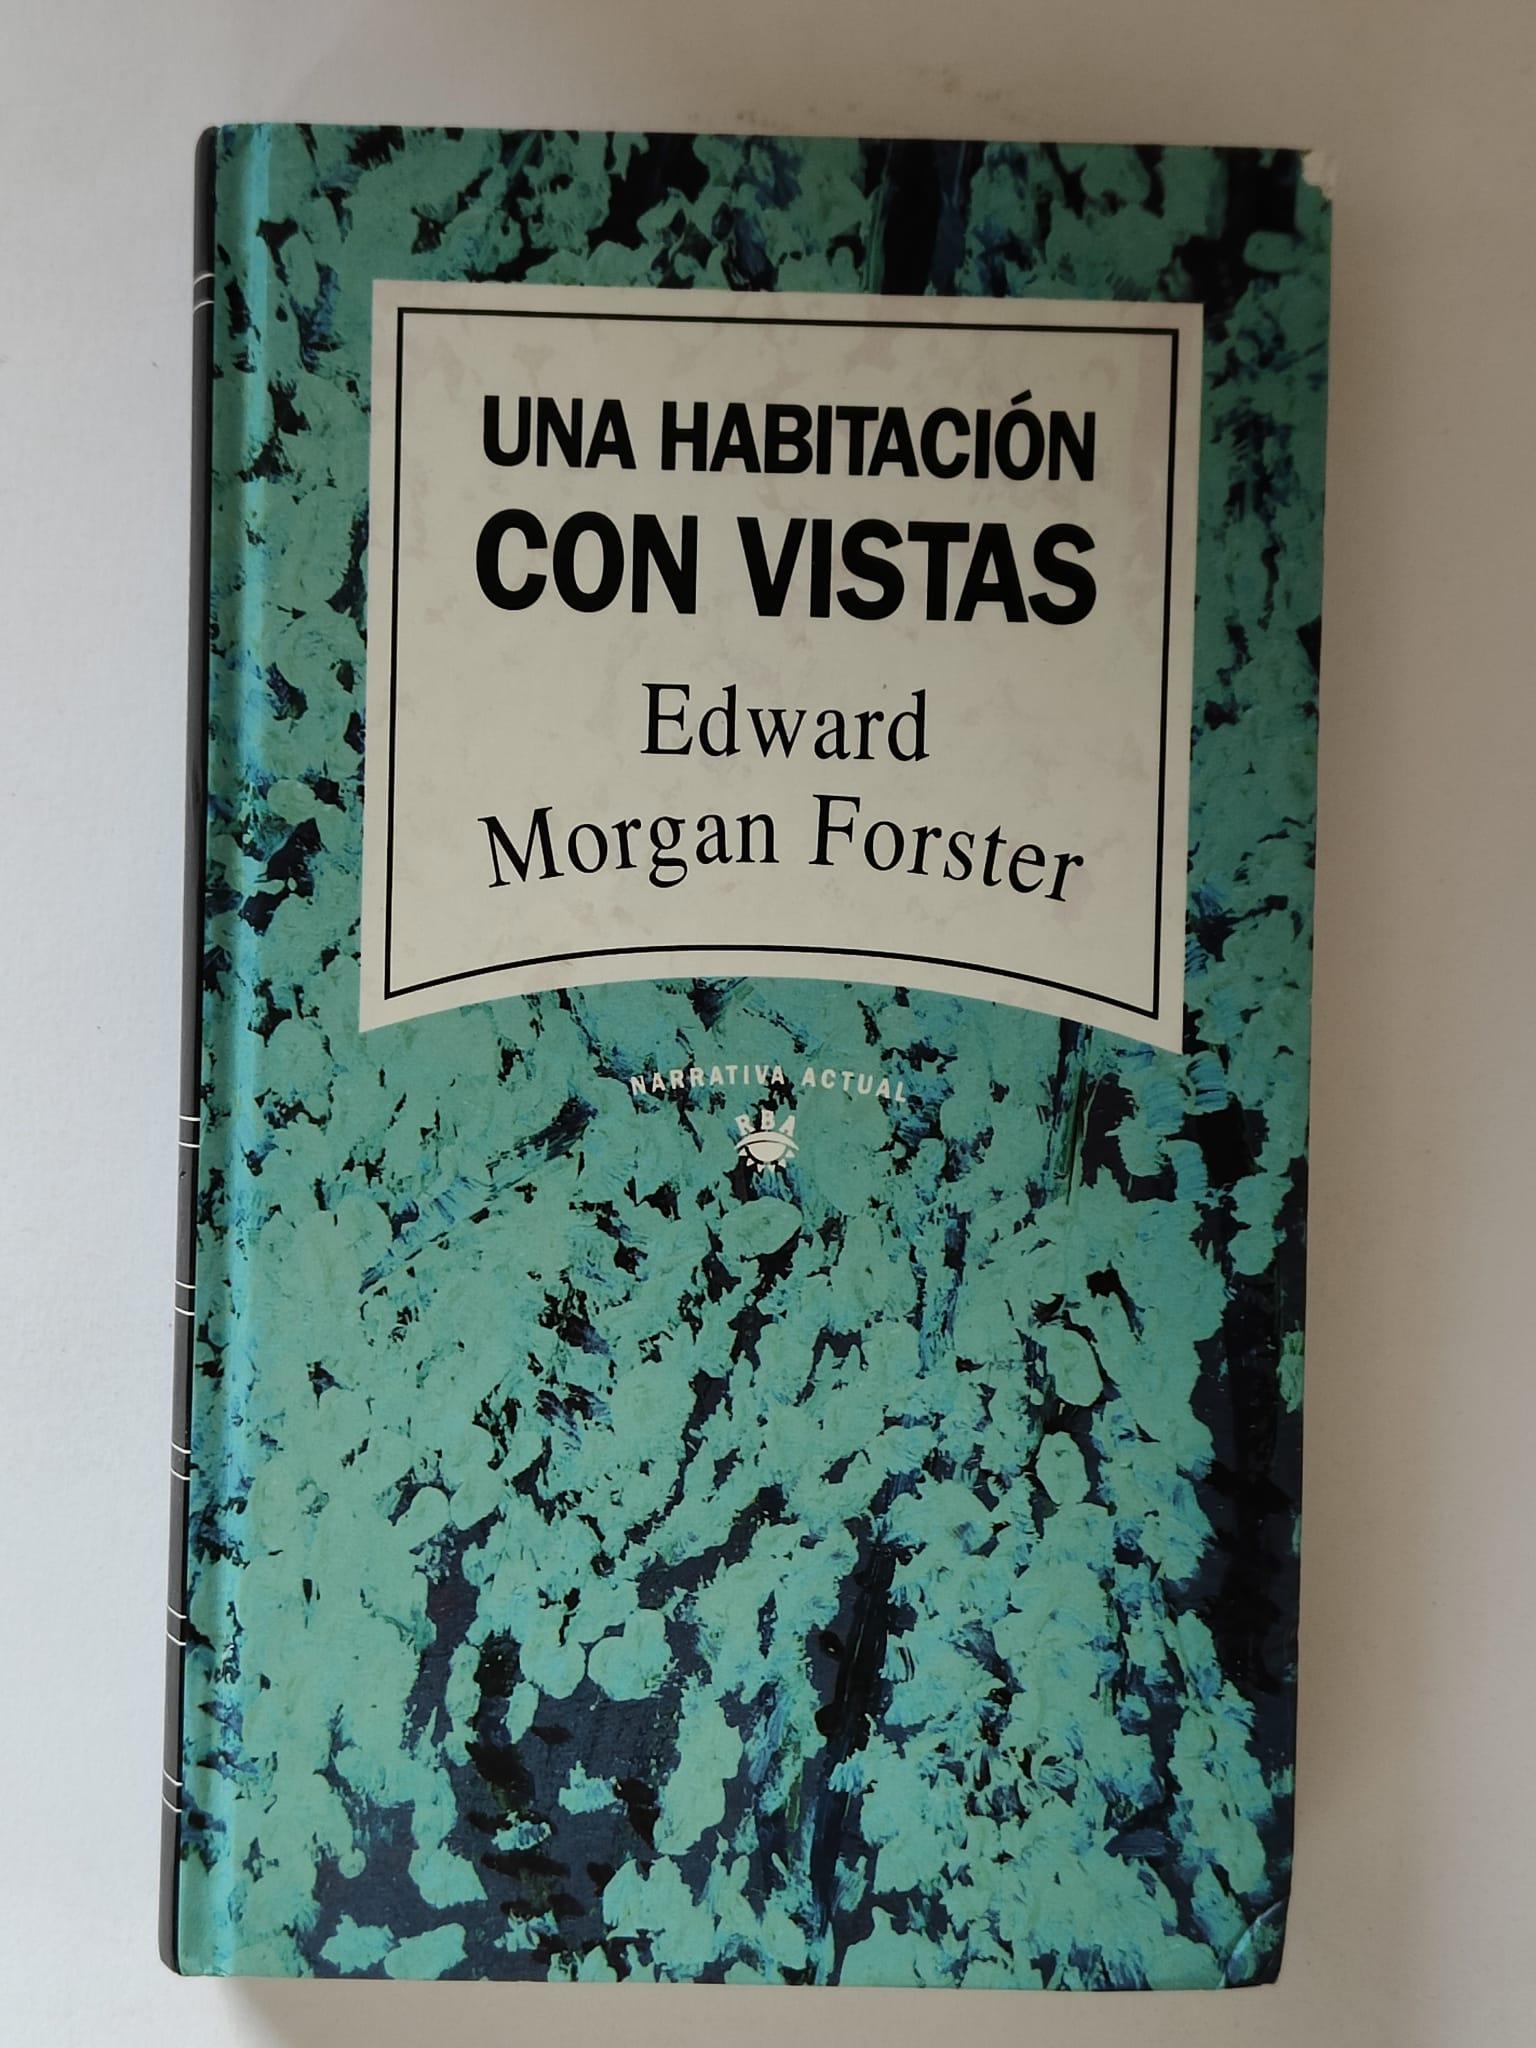 UNA HABITACIÓN
CON VISTAS
Edward
Morgan Forster
NARRATIVA ACTUAL
RBA